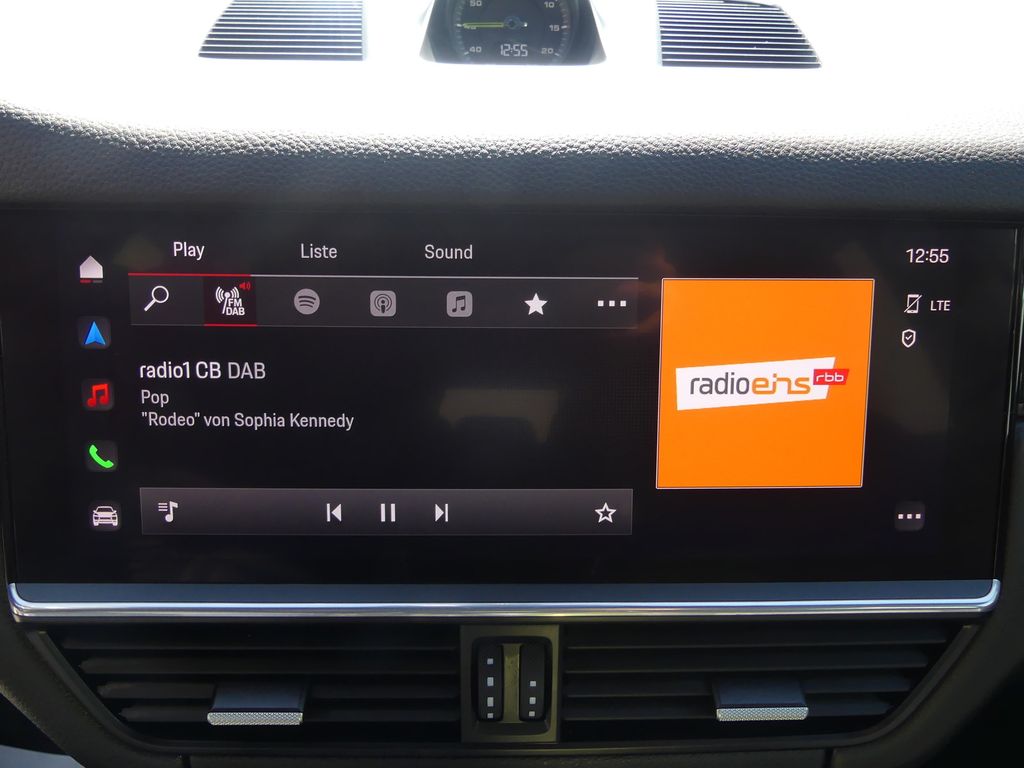 50
10
15
40
12:55
20
Play
Liste
Sound
12:55
FM
DAB
LTE
radio1 CB DAB
Pop
"Rodeo" von Sophia Kennedy
radioeins rbb